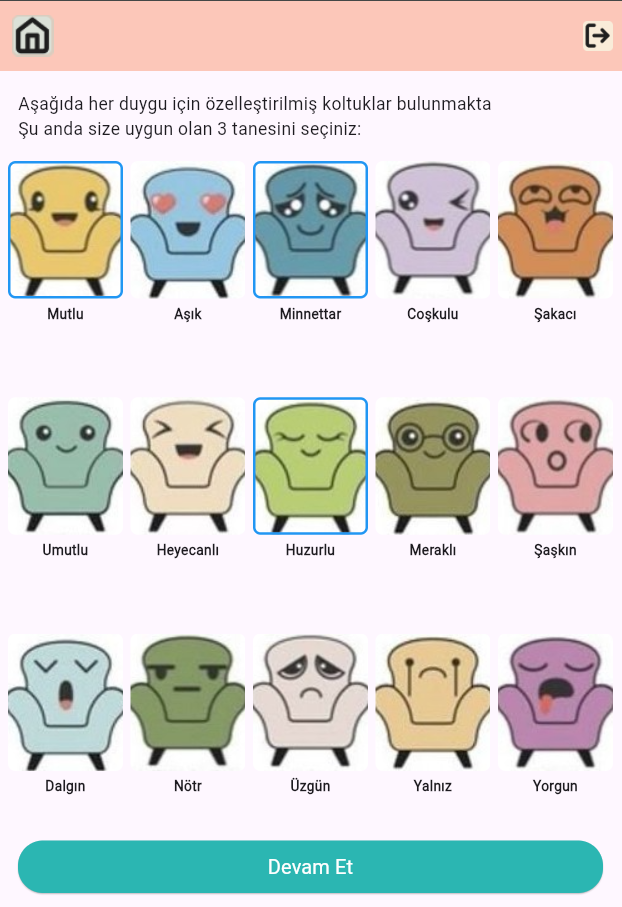 Aşağıda her duygu için özelleştirilmiş koltuklar bulunmakta
Şu anda size uygun olan 3 tanesini seçiniz:
Mutlu
Aşık
Minnettar
Coşkulu
Şakacı
Umutlu
Heyecanlı
Huzurlu
Meraklı
Şaşkın
Dalgın
Nötr
Üzgün
Yalnız
Yorgun
Devam Et